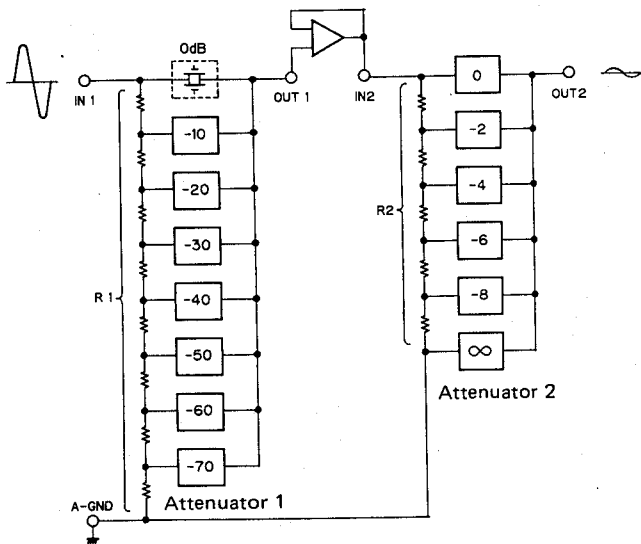 0dB
IN 1
OUT 1
IN2
0
OUT2
-10
-2
-20
-4
R2
-30
-6
R 1
-40
-8
-50
∞
Attenuator 2
-60
-70
Attenuator 1
A-GND